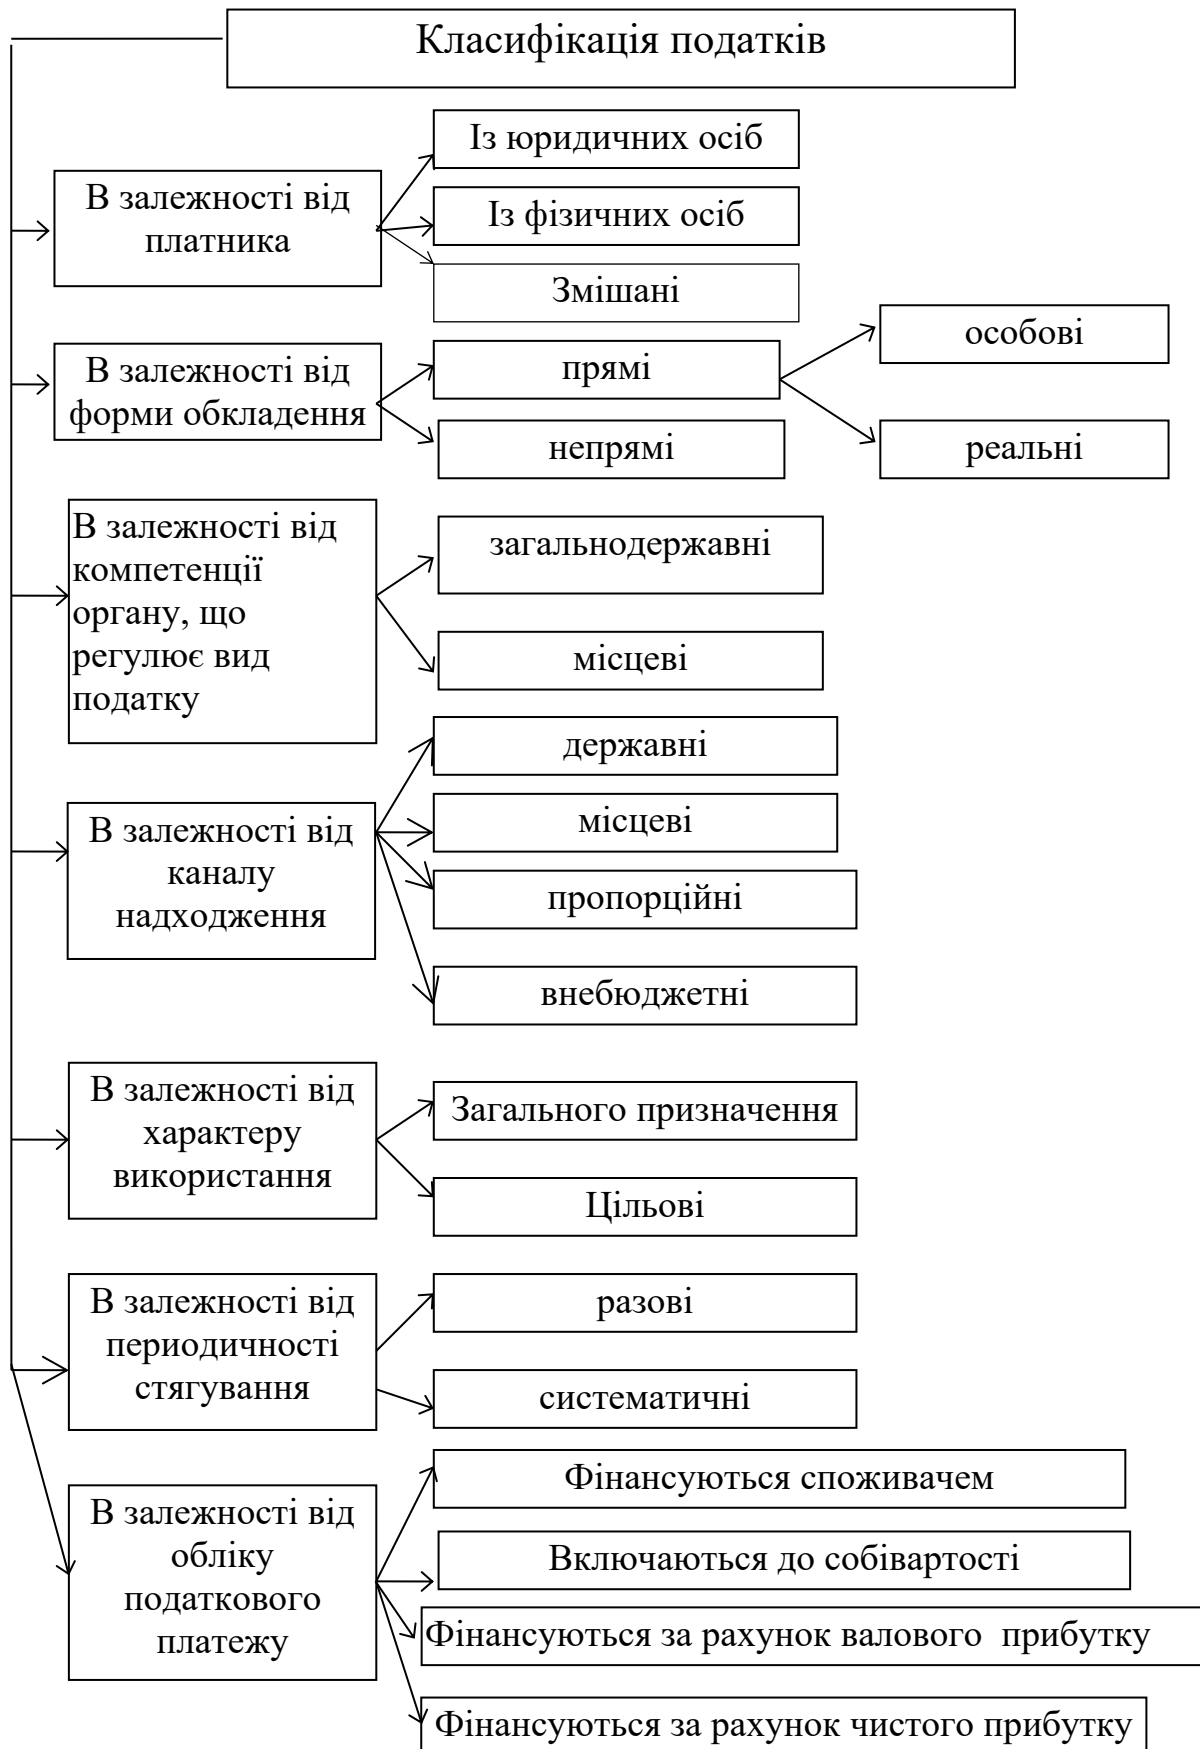 Класифікація податків
В залежності від
платника
Із юридичних осіб
Із фізичних осіб
Змішані
В залежності від
форми обкладення
прямі
непрямі
особові
реальні
В залежності від
компетенції
органу, що
регулює вид
податку
загальнодержавні
місцеві
В залежності від
каналу
надходження
державні
місцеві
пропорційні
внебюджетні
В залежності від
характеру
використання
Загального призначення
Цільові
В залежності від
периодичності
стягування
разові
систематичні
В залежності від
обліку
податкового
платежу
Фінансуються споживачем
Включаються до собівартості
Фінансуються за рахунок валового прибутку
Фінансуються за рахунок чистого прибутку